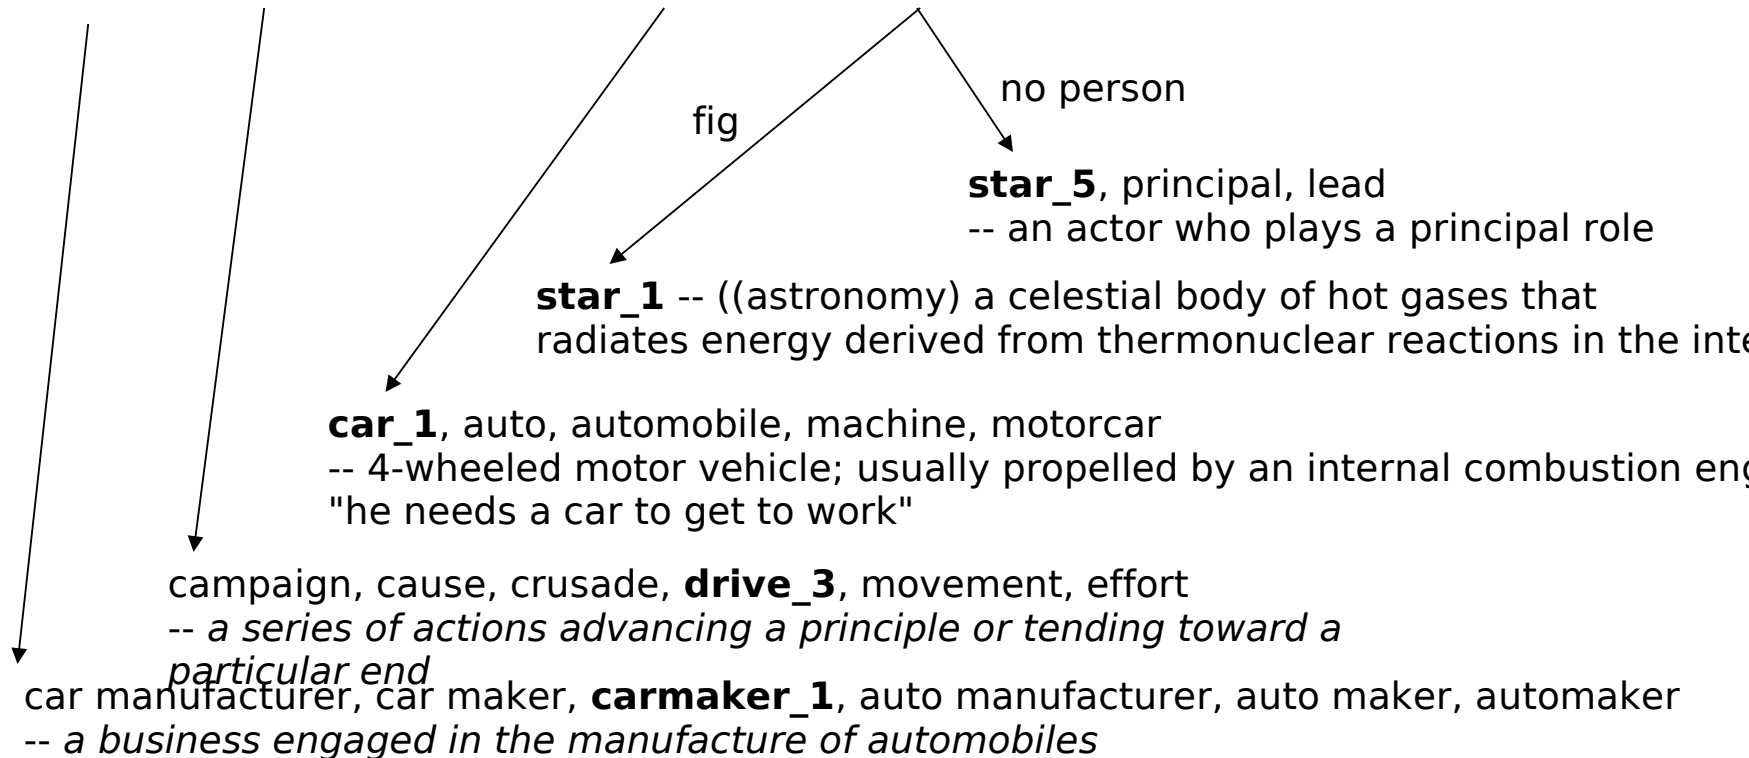 no person
fig
star_5, principal, lead
-- an actor who plays a principal role
star_1 -- ((astronomy) a celestial body of hot gases that
radiates energy derived from thermonuclear reactions in the
car_1, auto, automobile, machine, motorcar
-- 4-wheeled motor vehicle; usually propelled by an internal combustion
"he needs a car to get to work"
campaign, cause, crusade, drive_3, movement, effort
-- a series of actions advancing a principle or tending toward a
particular end
car manufacturer, car maker, carmaker_1, auto manufacturer, auto maker, automaker
-- a business engaged in the manufacture of automobiles